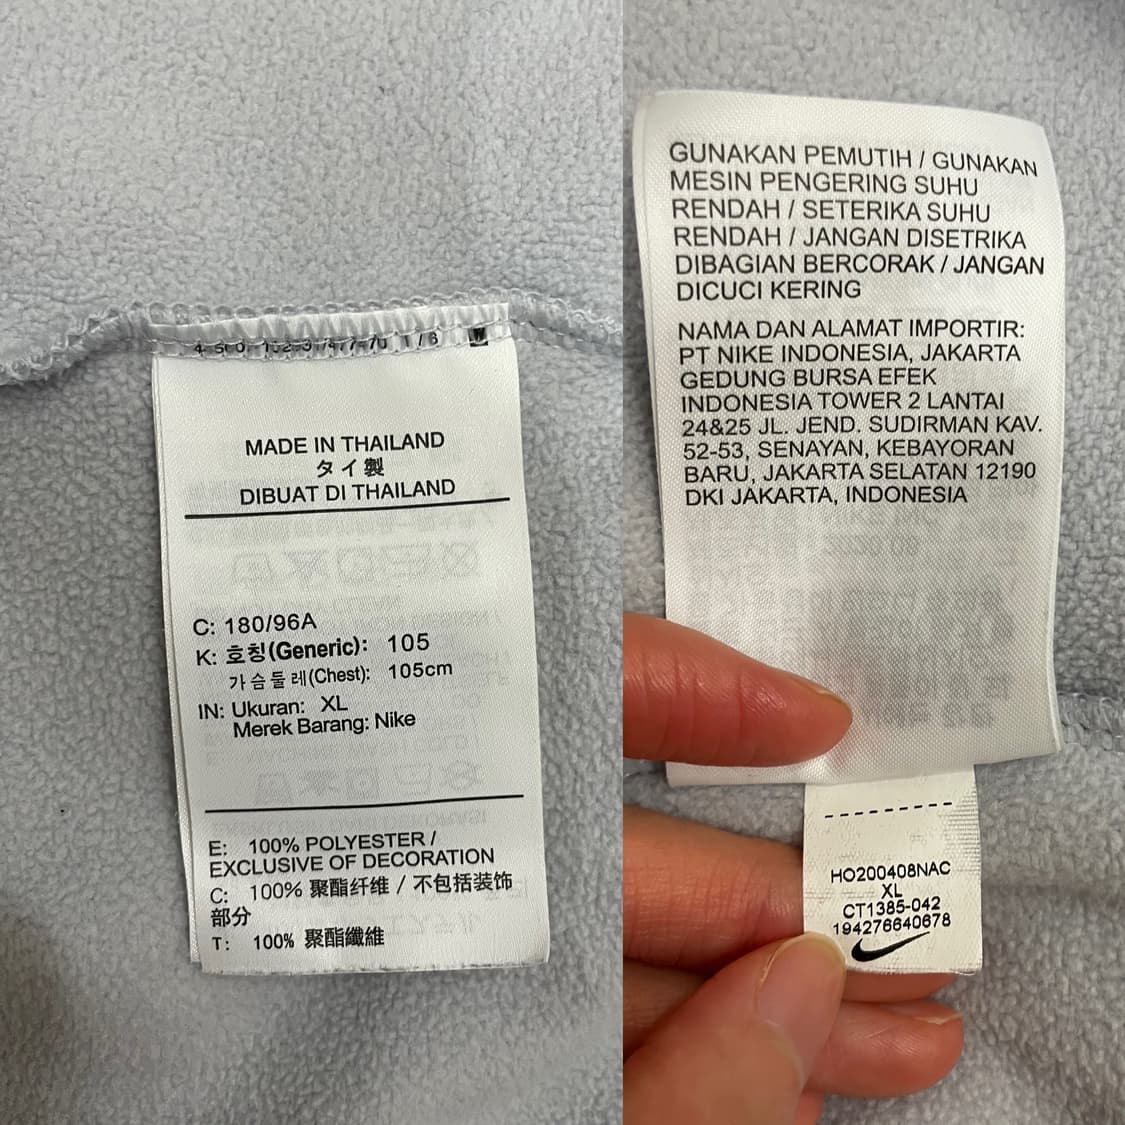 MADE IN THAILAND
タイ製
DIBUAT DI THAILAND
C: 180/96A
K: 호칭(Generic): 105
가슴둘레(Chest): 105cm
IN: Ukuran: XL
Merek Barang: Nike
E: 100% POLYESTER /
EXCLUSIVE OF DECORATION
C: 100% 聚酯纤维 / 不包括装饰
部分
T: 100% 聚酯纖維
GUNAKAN PEMUTIH / GUNAKAN
MESIN PENGERING SUHU
RENDAH / SETERIKA SUHU
RENDAH / JANGAN DISETRIKA
DIBAGIAN BERCORAK / JANGAN
DICUCI KERING
NAMA DAN ALAMAT IMPORTIR:
PT NIKE INDONESIA, JAKARTA
GEDUNG BURSA EFEK
INDONESIA TOWER 2 LANTAI
24&25 JL. JEND. SUDIRMAN KAV.
52-53, SENAYAN, KEBAYORAN
BARU, JAKARTA SELATAN 12190
DKI JAKARTA, INDONESIA
HO200408NAC
XL
CT1385-042
194276640678